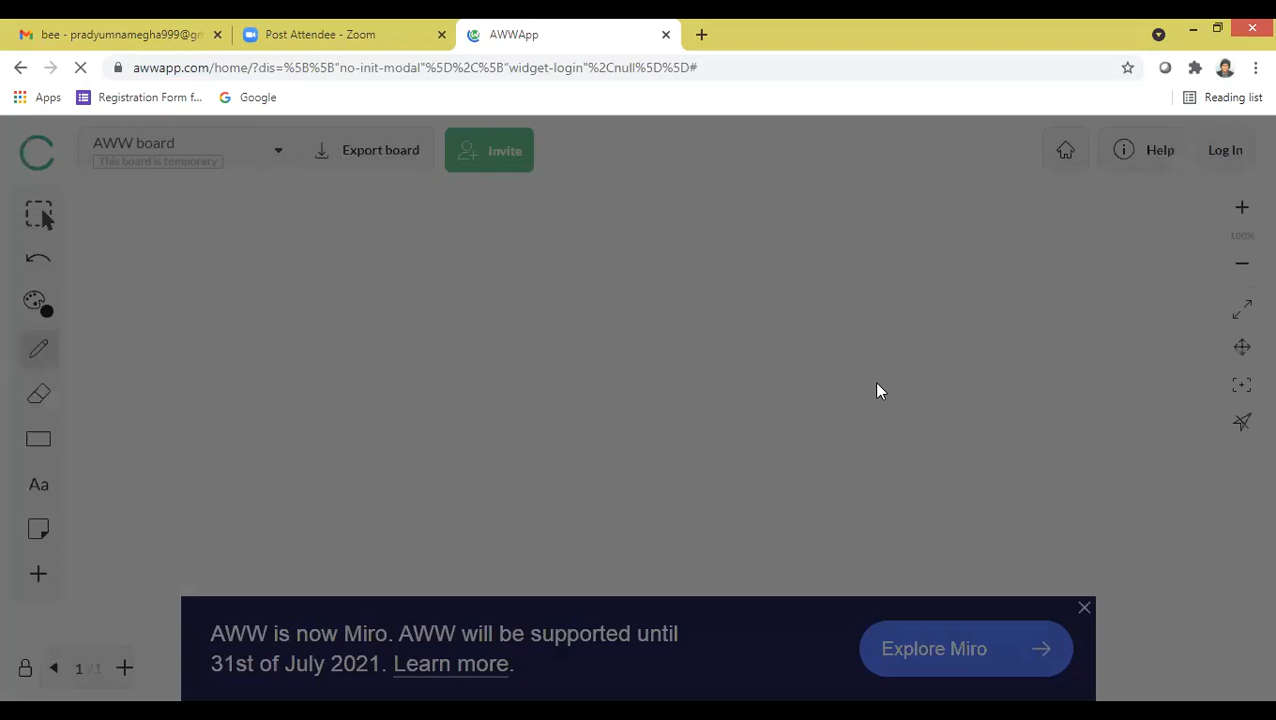 bee - pradyumnamegha999@gm
Post Attendee - Zoom
AWWApp
awwapp.com/home/?dis=%5B%5B"no-init-modal"%5D%2C%5B"widget-login"%2Cnull%5D%5D#
Apps
Registration Form f...
Google
Reading list
AWW board
This board is temporary
Export board
Invite
Help
Log In
100%
Aa
1 / 1
AWW is now Miro. AWW will be supported until
31st of July 2021. Learn more.
Explore Miro